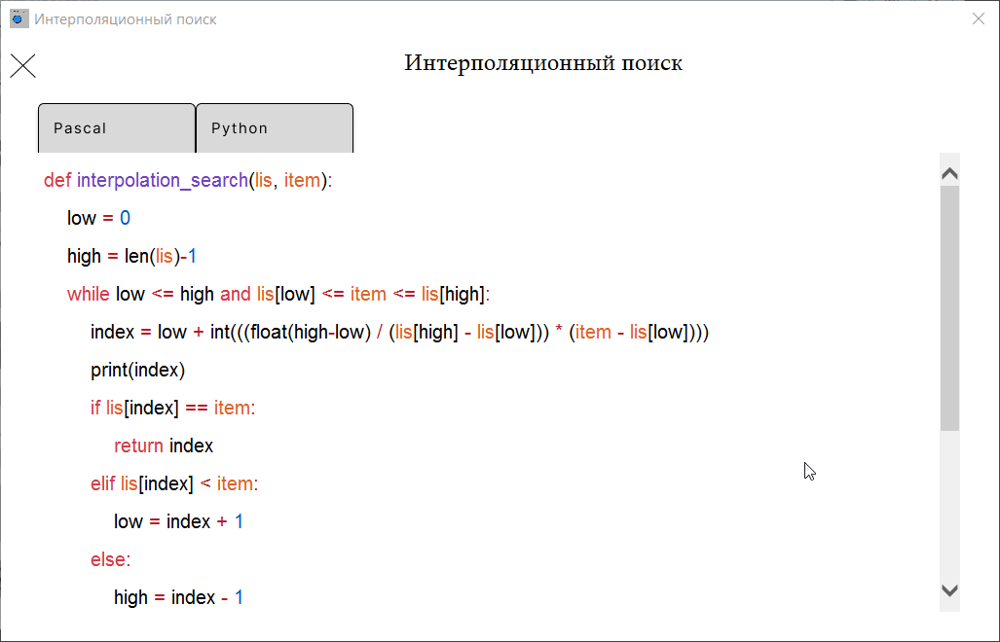 Интерполяционный поиск
Интерполяционный поиск
Pascal Python
def interpolation_search(lis, item):
    low = 0
    high = len(lis)-1
    while low <= high and lis[low] <= item <= lis[high]:
        index = low + int(((float(high-low) / (lis[high] - lis[low])) * (item - lis[low])))
        print(index)
        if lis[index] == item:
            return index
        elif lis[index] < item:
            low = index + 1
        else:
            high = index - 1